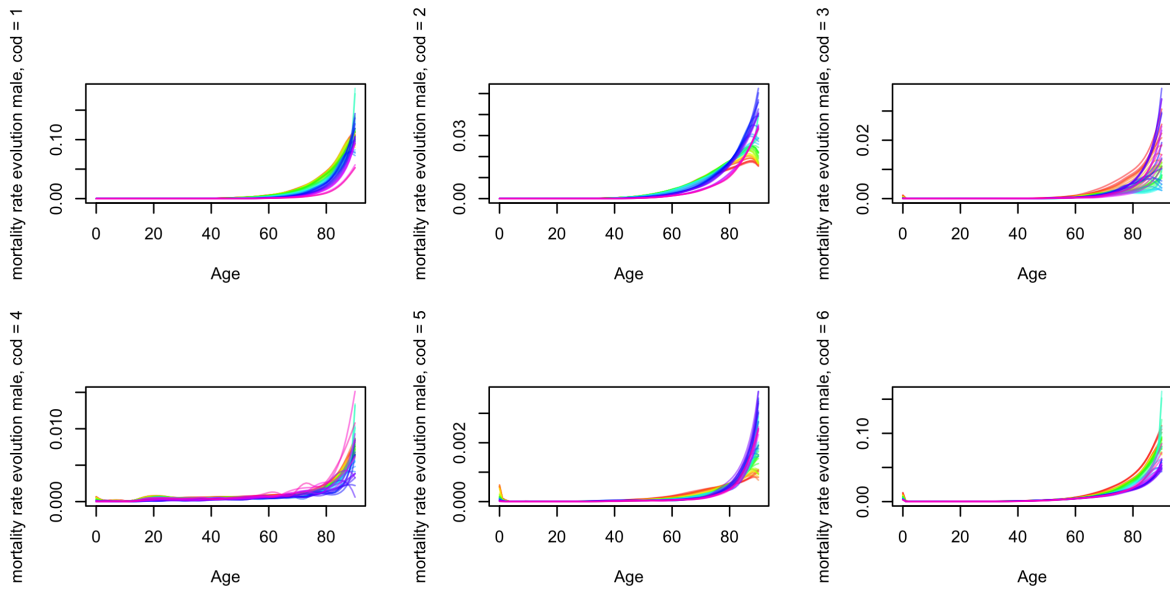 mortality rate evolution male, cod = 1
0.00 0.10
0 20 40 60 80
Age
mortality rate evolution male, cod = 2
0.00 0.03
0 20 40 60 80
Age
mortality rate evolution male, cod = 3
0.00 0.02
0 20 40 60 80
Age
mortality rate evolution male, cod = 4
0.000 0.010
0 20 40 60 80
Age
mortality rate evolution male, cod = 5
0.000 0.002
0 20 40 60 80
Age
mortality rate evolution male, cod = 6
0.00 0.10
0 20 40 60 80
Age